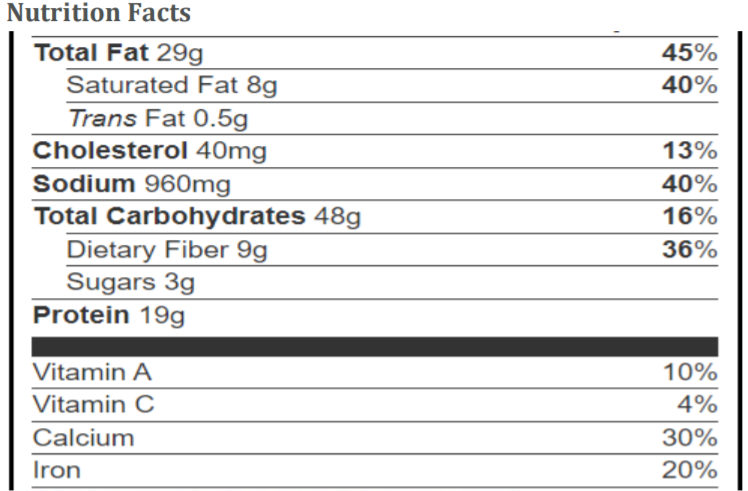 Nutrition Facts
Total Fat 29g 45%
Saturated Fat 8g 40%
Trans Fat 0.5g
Cholesterol 40mg 13%
Sodium 960mg 40%
Total Carbohydrates 48g 16%
Dietary Fiber 9g 36%
Sugars 3g
Protein 19g
Vitamin A 10%
Vitamin C 4%
Calcium 30%
Iron 20%